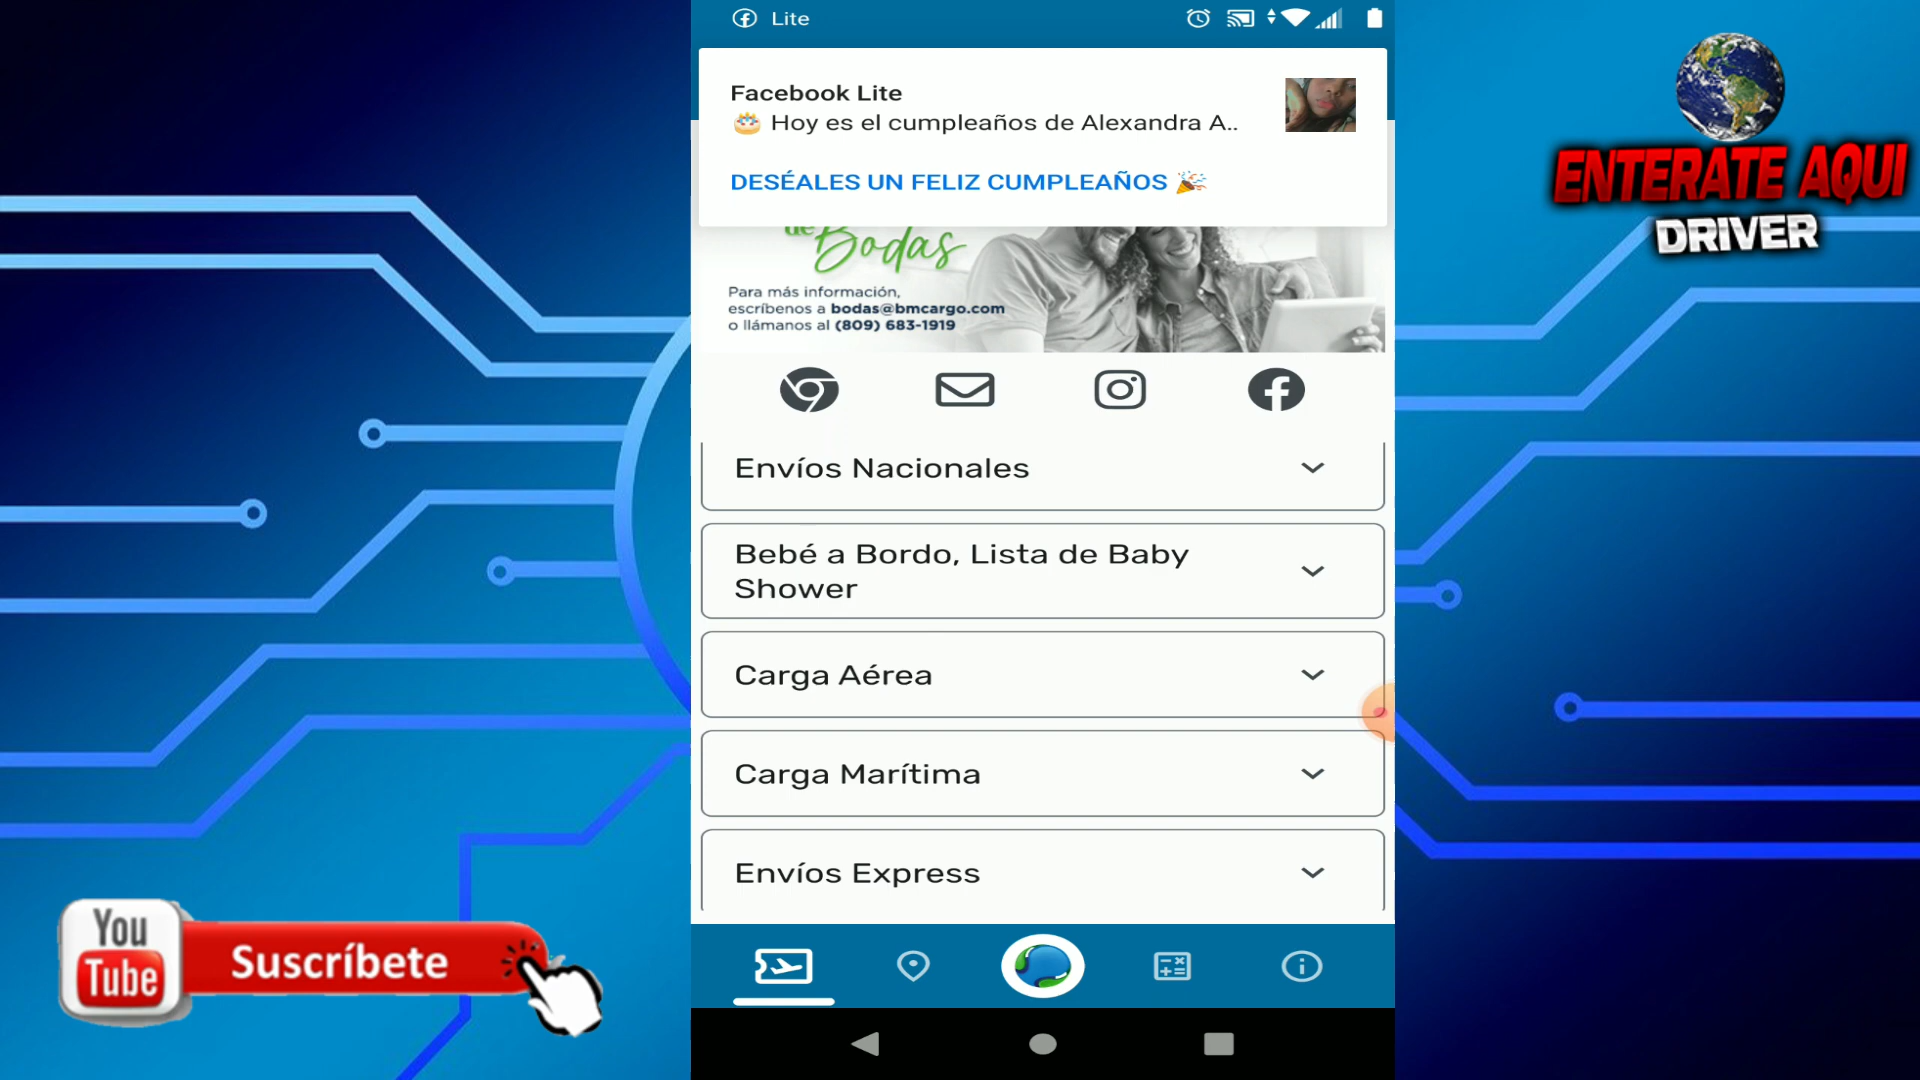 Lite
Facebook Lite
🎂 Hoy es el cumpleaños de Alexandra A..
DESÉALES UN FELIZ CUMPLEAÑOS 🎉
de Bodas
Para más información,
escríbenos a bodas@bmcargo.com
o llámanos al (809) 683-1919
Envíos Nacionales
Bebé a Bordo, Lista de Baby
Shower
Carga Aérea
Carga Marítima
Envíos Express
ENTERATE AQUI
DRIVER
You
Tube
Suscríbete